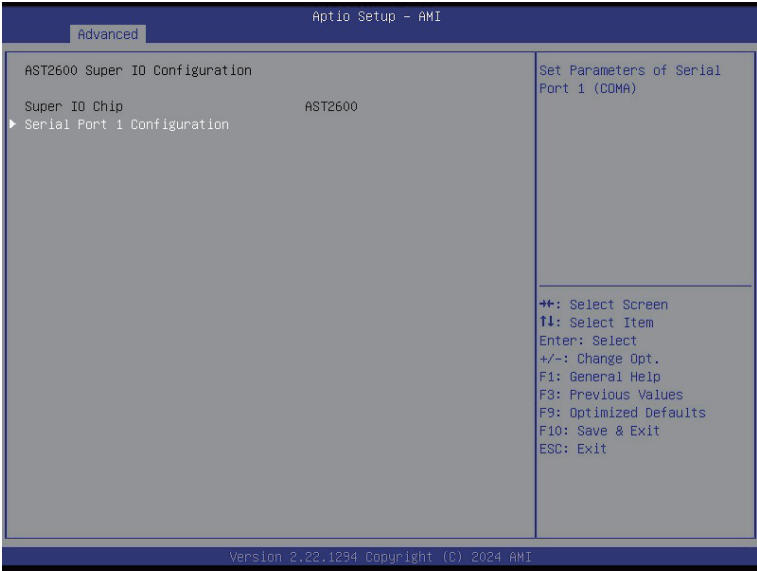 Aptio Setup – AMI
Advanced
AST2600 Super IO Configuration
Super IO Chip AST2600
▶ Serial Port 1 Configuration
Set Parameters of Serial
Port 1 (COMA)
→←: Select Screen
↑↓: Select Item
Enter: Select
+/-: Change Opt.
F1: General Help
F3: Previous Values
F9: Optimized Defaults
F10: Save & Exit
ESC: Exit
Version 2.22.1294 Copyright (C) 2024 AMI